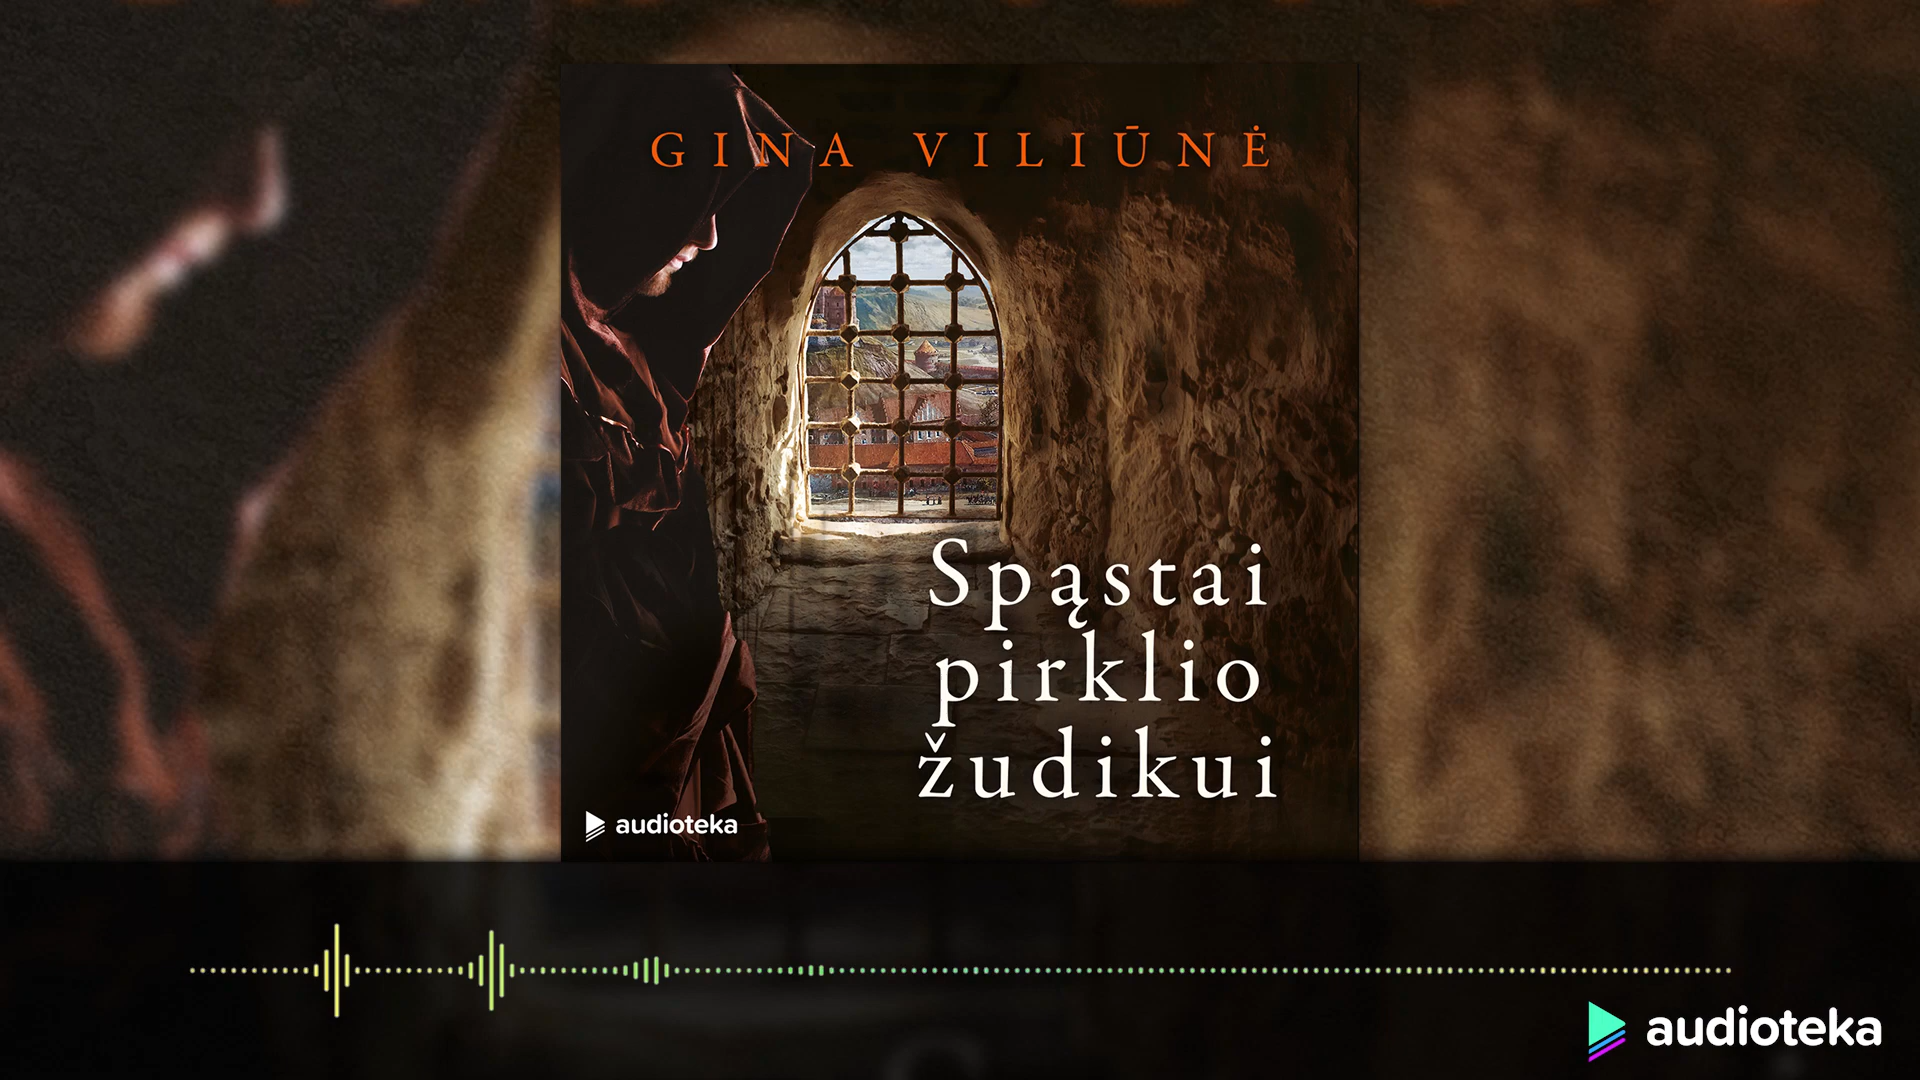 GINA VILIŪNĖ
Spąstai
pirklio
žudikui
audioteka
audioteka